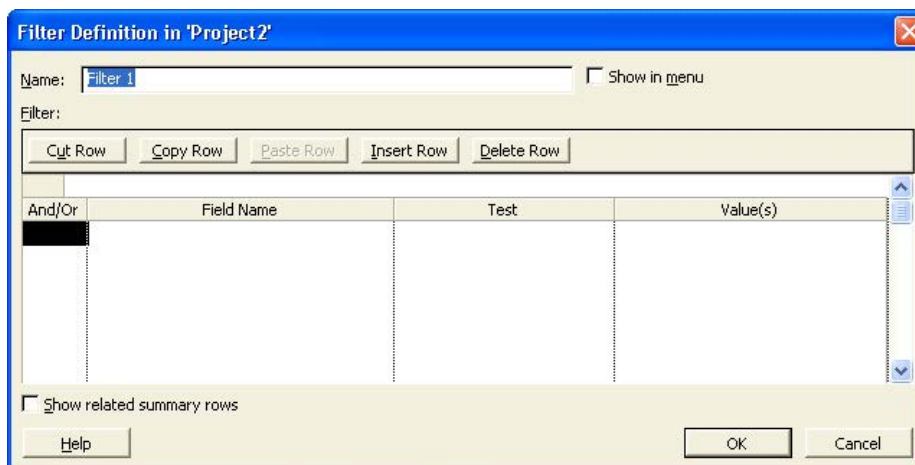 Filter Definition in 'Project2'
Name: Filter 1 Show in menu
Filter:
Cut Row Copy Row Paste Row Insert Row Delete Row
And/Or Field Name Test Value(s)
Show related summary rows
Help OK Cancel